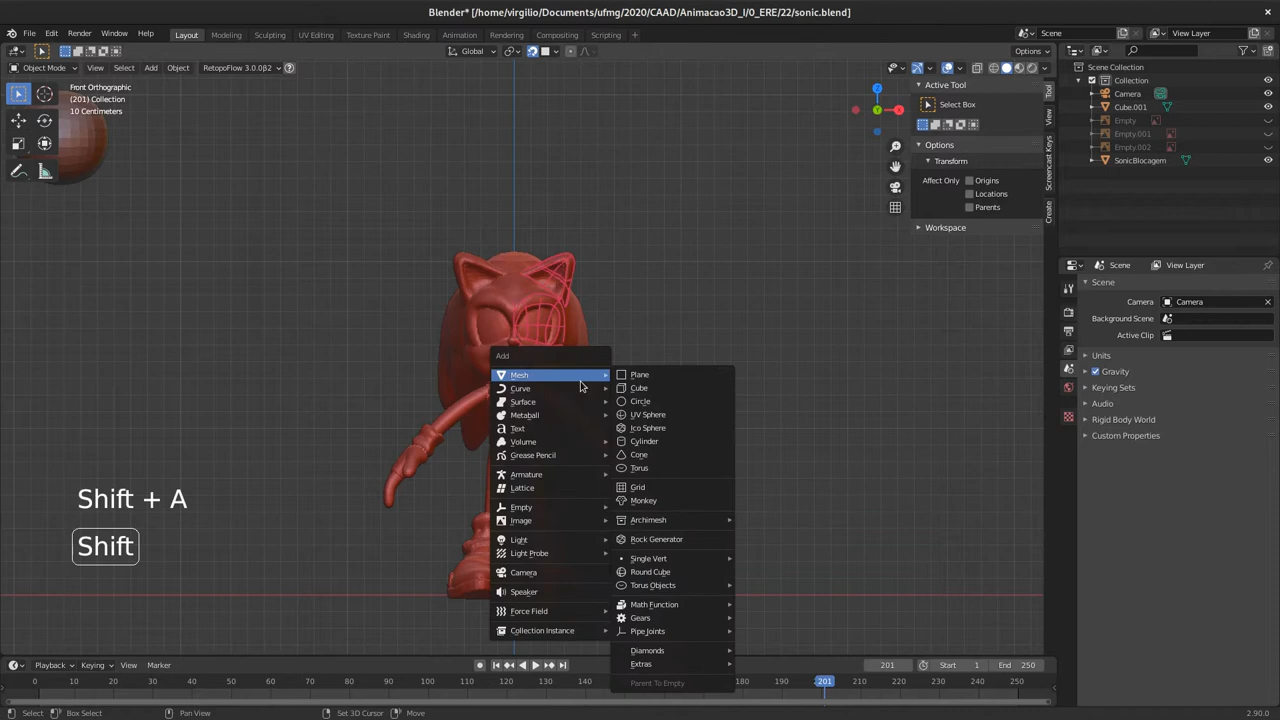 Blender* [/home/virgilio/Documents/ufmg/2020/CAAD/Animacao3D_I/0_ERE/22/sonic.blend]
File Edit Render Window Help Layout Modeling Sculpting UV Editing Texture Paint Shading Animation Rendering Compositing Scripting Scene View Layer
Global Options
Object Mode View Select Add Object RetopoFlow 3.0.0β2
Front Orthographic
(201) Collection
10 Centimeters
Active Tool
Select Box
Options
Transform
Affect Only Origins
Locations
Parents
Workspace
Tool
View
Screencast Keys
Create
Scene Collection
Collection
Camera
Cube.001
Empty
Empty.001
Empty.002
SonicBlocagem
Scene View Layer
Scene
Camera Camera
Background Scene
Active Clip
Units
Gravity
Keying Sets
Audio
Rigid Body World
Custom Properties
Add
Mesh
Curve
Surface
Metaball
Text
Volume
Grease Pencil
Armature
Lattice
Empty
Image
Light
Light Probe
Camera
Speaker
Force Field
Collection Instance
Plane
Cube
Circle
UV Sphere
Ico Sphere
Cylinder
Cone
Torus
Grid
Monkey
Archimesh
Rock Generator
Single Vert
Round Cube
Torus Objects
Math Function
Gears
Pipe Joints
Diamonds
Extras
Parent To Empty
Shift + A
Shift
Playback Keying View Marker 201 Start 1 End 250
0 10 20 30 40 50 60 70 80 90 100 110 120 130 140 150 160 170 180 190 201 210 220 230 240 250
Select Box Select Pan View Set 3D Cursor Move 2.90.0